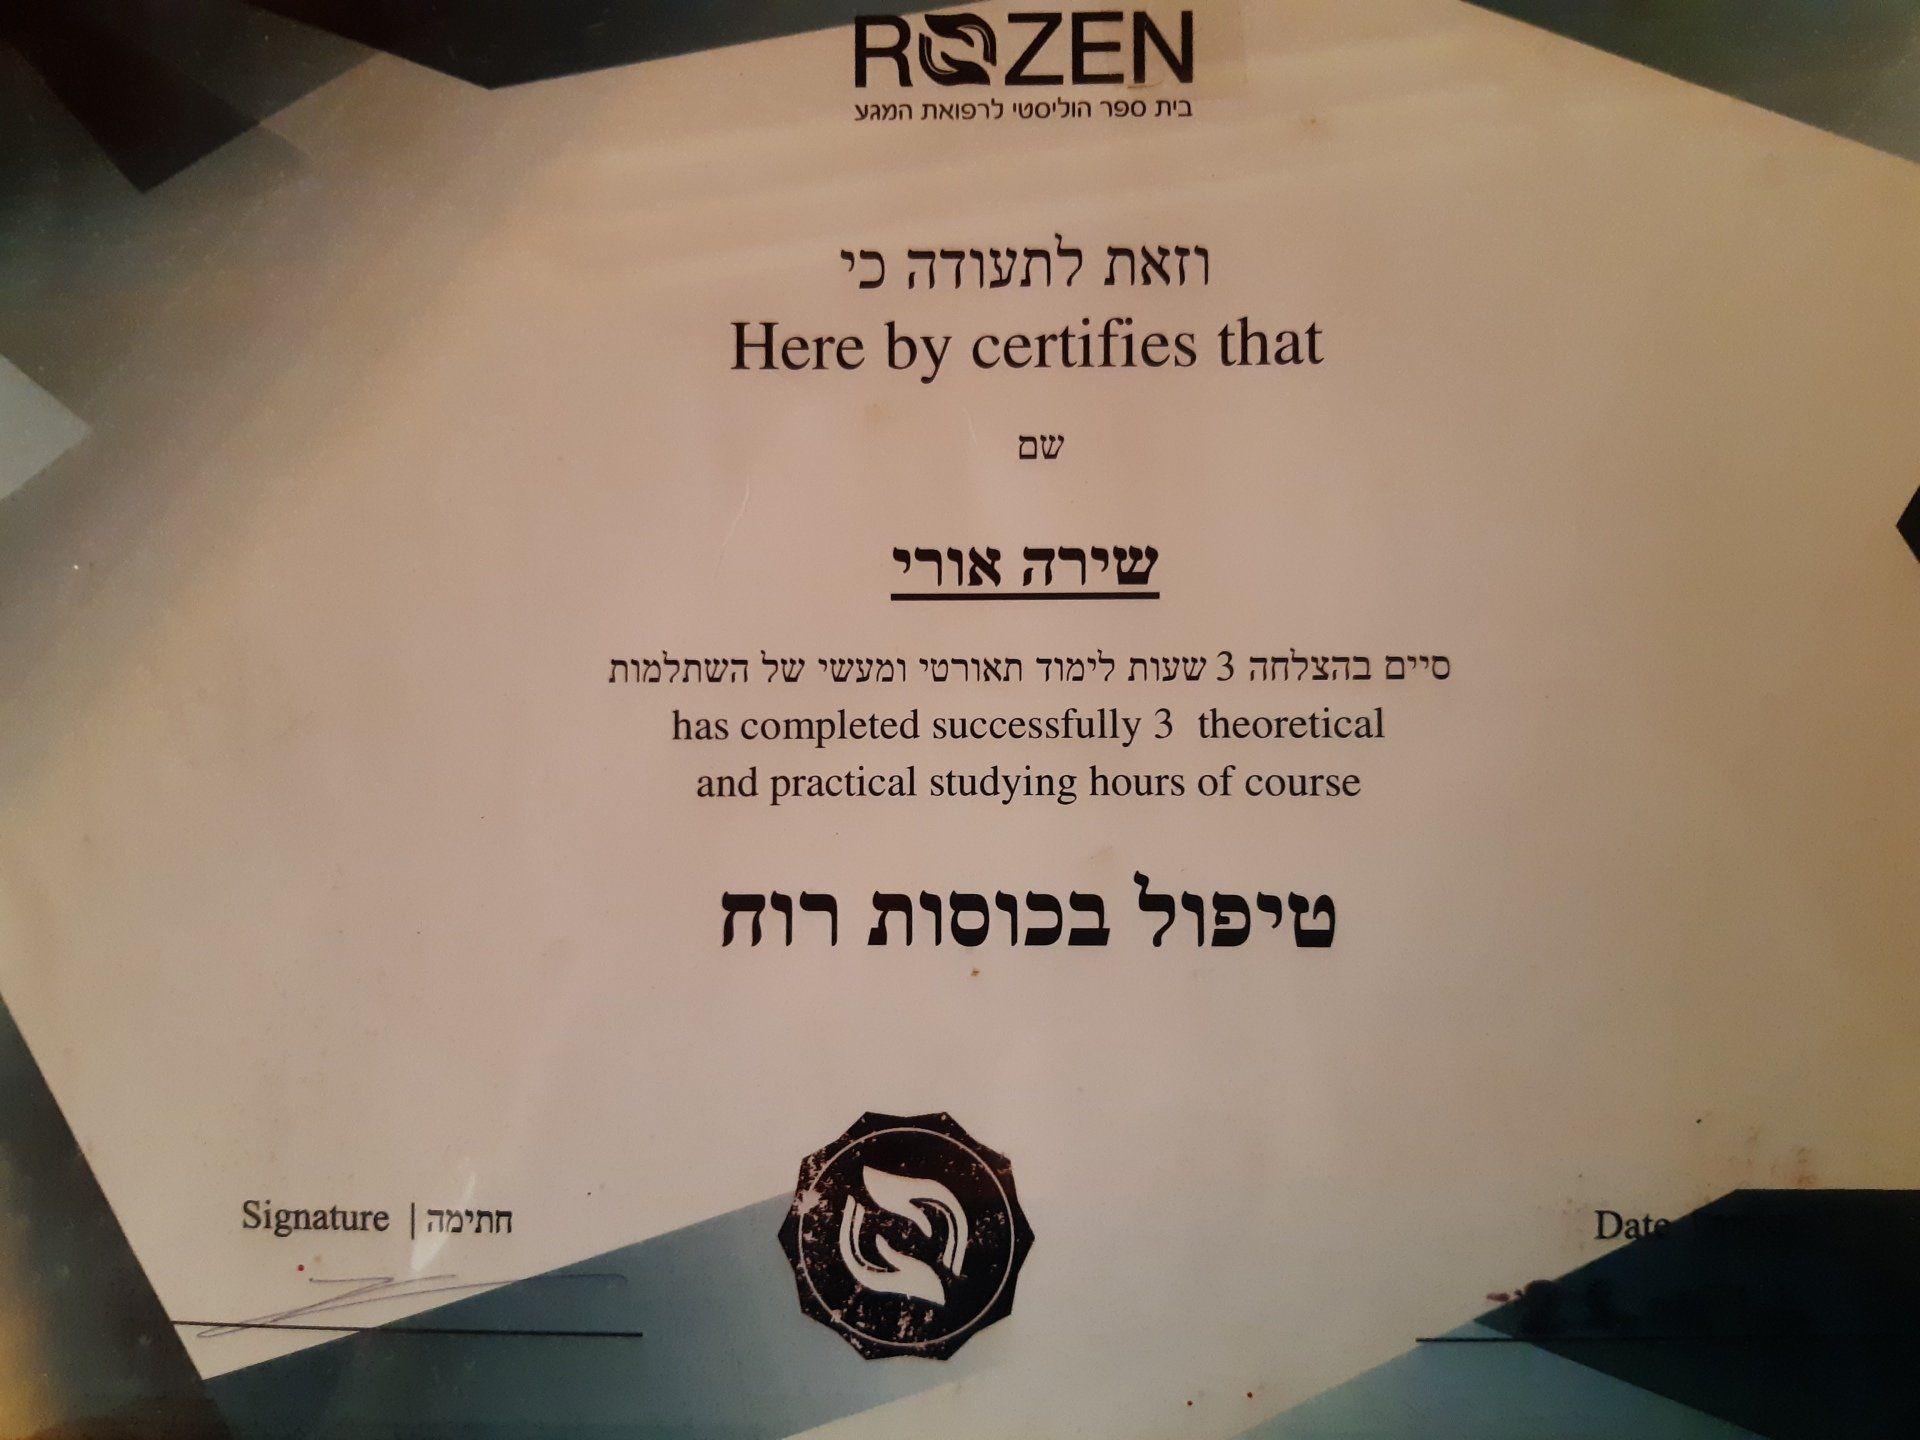 ROZEN
בית ספר הוליסטי לרפואת המגע
וזאת לתעודה כי
Here by certifies that
שם
שירה אורי
סיים בהצלחה 3 שעות לימוד תאורטי ומעשי של השתלמות
has completed successfully 3 theoretical
and practical studying hours of course
טיפול בכוסות רוח
Signature | חתימה
Date